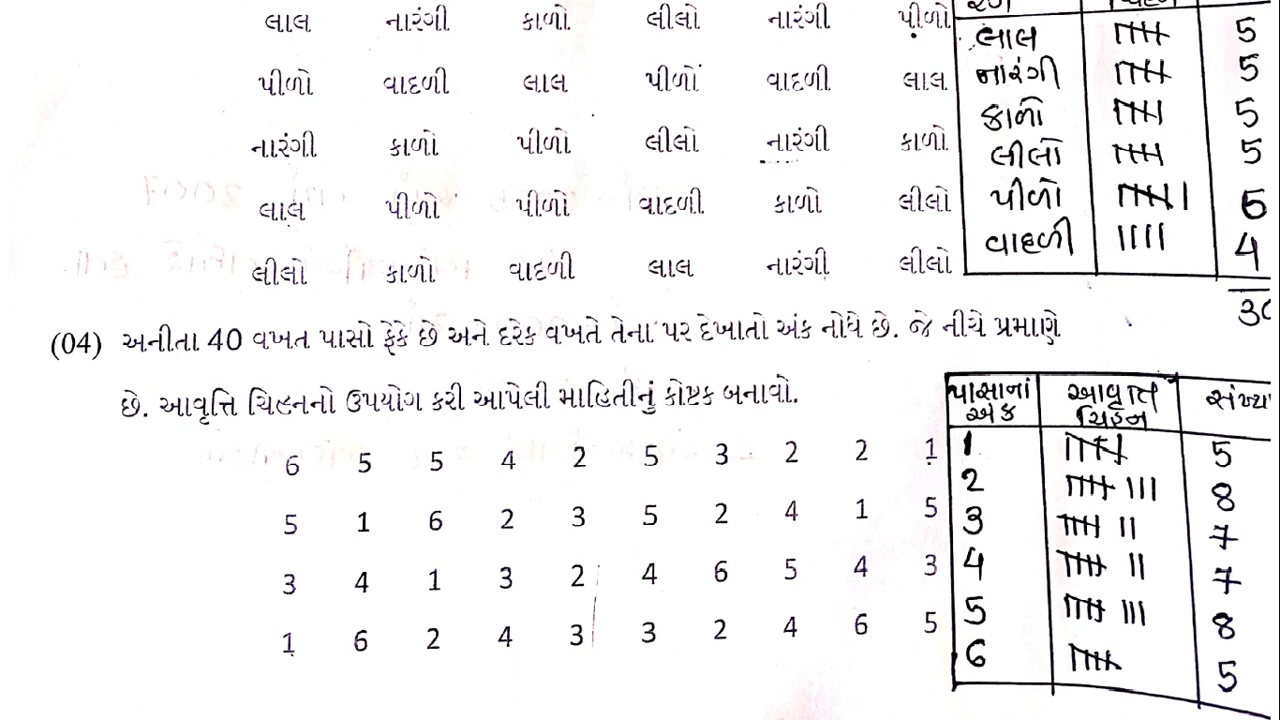 રંગ ચિહ્ન
લાલ નારંગી કાળો લીલો નારંગી પીળો
પીળો વાદળી લાલ પીળો વાદળી લાલ
નારંગી કાળો પીળો લીલો નારંગી કાળો
લાલ પીળો પીળો વાદળી કાળો લીલો
લીલો કાળો વાદળી લાલ નારંગી લીલો
લાલ 5
નારંગી 5
કાળો 5
લીલો 5
પીળો 6
વાદળી 4
30
(04) અનીતા 40 વખત પાસો ફેંકે છે અને દરેક વખતે તેના પર દેખાતો અંક નોધે છે. જે નીચે પ્રમાણે
છે. આવૃત્તિ ચિહ્નનો ઉપયોગ કરી આપેલી માહિતીનું કોષ્ટક બનાવો.
6 5 5 4 2 5 3 2 2 1
5 1 6 2 3 5 2 4 1 5
3 4 1 3 2 4 6 5 4 3
1 6 2 4 3 3 2 4 6 5
પાસાનાં અંક આવૃત્તિ ચિહ્ન સંખ્યા
1 5
2 8
3 7
4 7
5 8
6 5